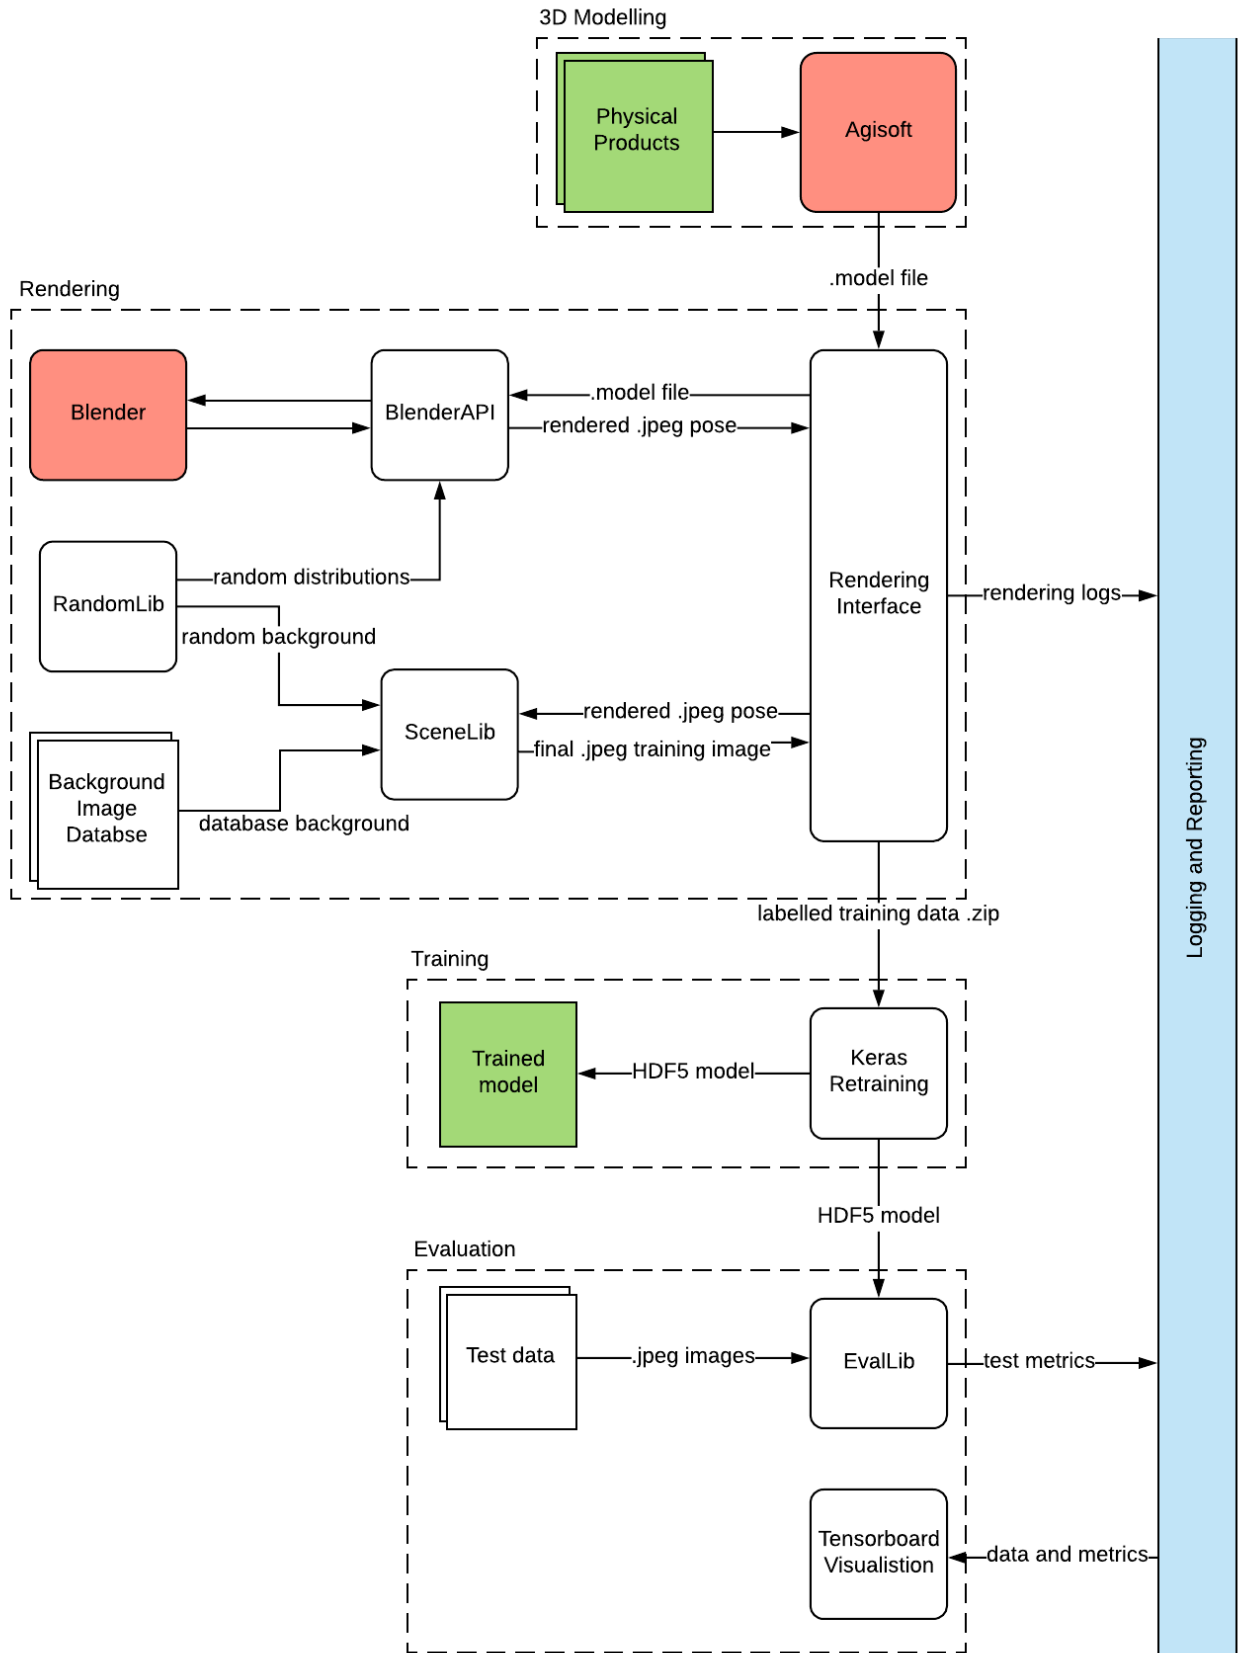 3D Modelling
Physical
Products
Agisoft
.model file
Rendering
Blender
BlenderAPI
.model file
rendered .jpeg pose
RandomLib
random distributions
random background
Rendering
Interface
rendering logs
SceneLib
rendered .jpeg pose
final .jpeg training image
Background
Image
Databse
database background
Logging and Reporting
labelled training data .zip
Training
Trained
model
HDF5 model
Keras
Retraining
HDF5 model
Evaluation
Test data
.jpeg images
EvalLib
test metrics
Tensorboard
Visualistion
data and metrics